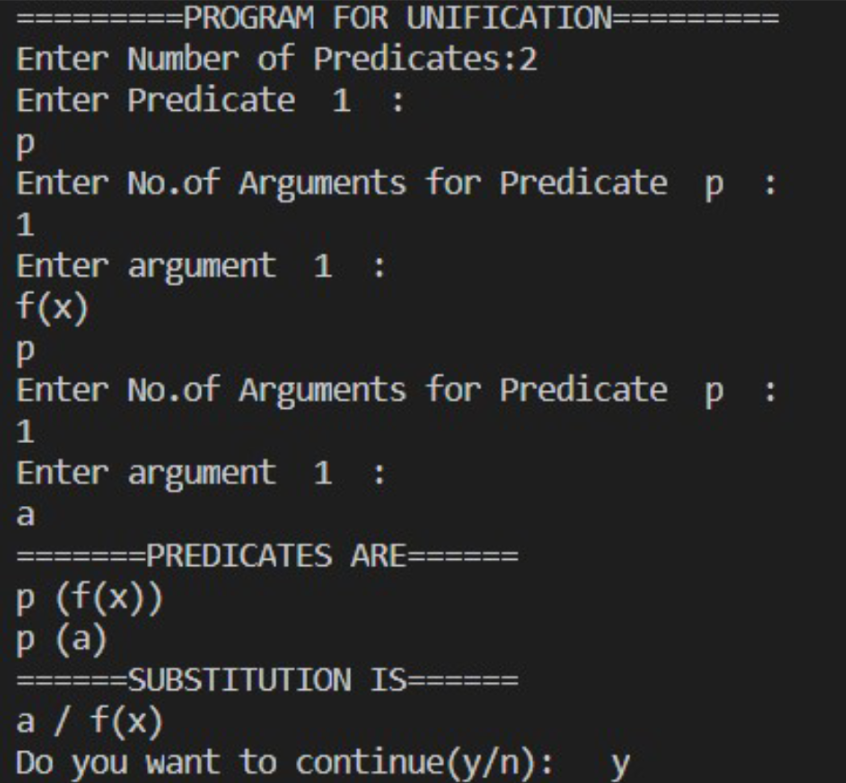 =========PROGRAM FOR UNIFICATION=========
Enter Number of Predicates:2
Enter Predicate  1  :
p
Enter No.of Arguments for Predicate  p  :
1
Enter argument  1  :
f(x)
p
Enter No.of Arguments for Predicate  p  :
1
Enter argument  1  :
a
=======PREDICATES ARE======
p (f(x))
p (a)
======SUBSTITUTION IS======
a / f(x)
Do you want to continue(y/n):   y